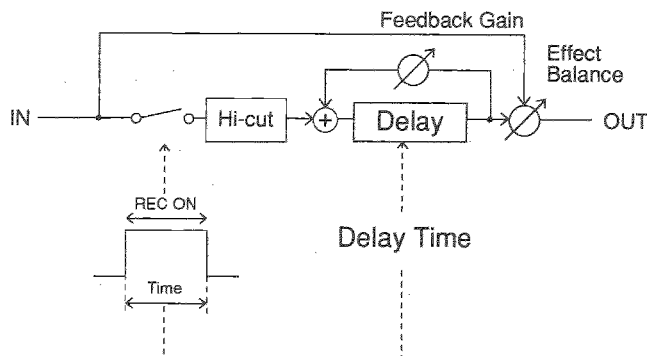 Feedback Gain
Effect
Balance
IN
Hi-cut
+
Delay
OUT
REC ON
Delay Time
Time